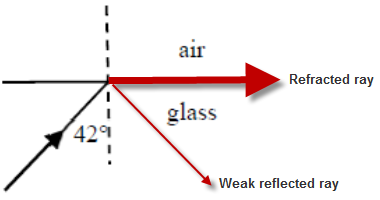 air
Refracted ray
glass
42°
Weak reflected ray